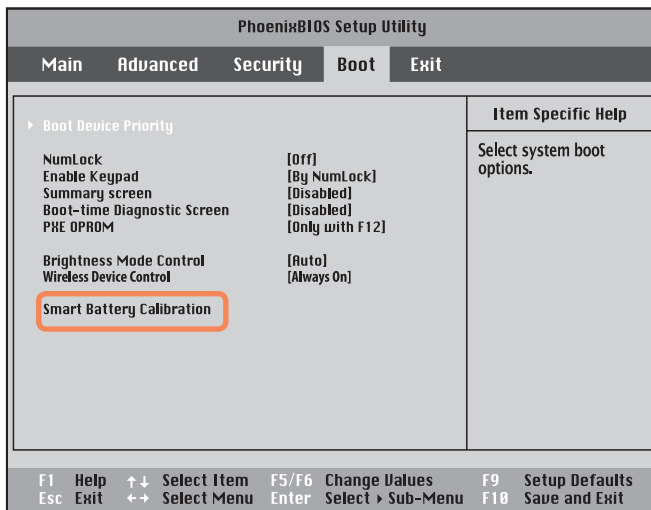 PhoenixBIOS Setup Utility
Main Advanced Security Boot Exit
Item Specific Help
Select system boot
options.
▸ Boot Device Priority
NumLock [Off]
Enable Keypad [By NumLock]
Summary screen [Disabled]
Boot-time Diagnostic Screen [Disabled]
PXE OPROM [Only with F12]
Brightness Mode Control [Auto]
Wireless Device Control [Always On]
Smart Battery Calibration
F1 Help ↑↓ Select Item F5/F6 Change Values F9 Setup Defaults
Esc Exit ←→ Select Menu Enter Select ▸ Sub-Menu F10 Save and Exit